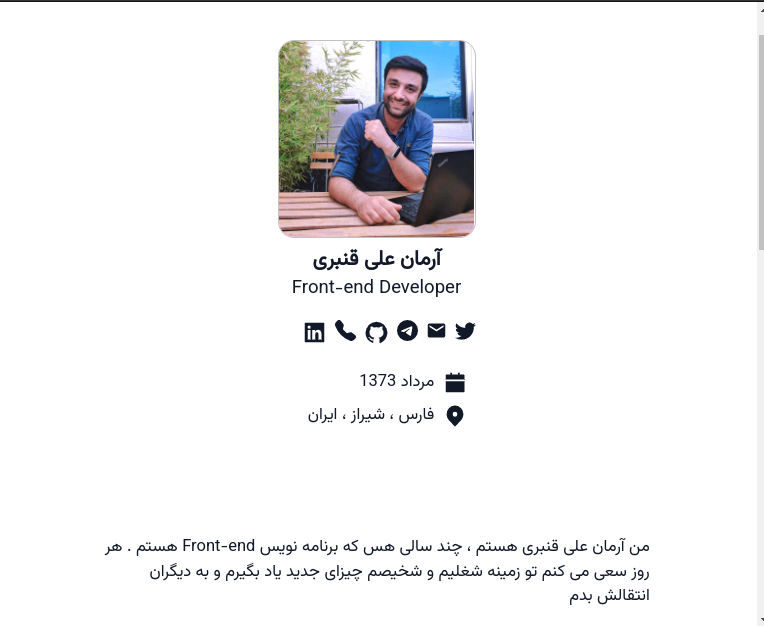 آرمان علی قنبری
Front-end Developer
مرداد 1373
فارس ، شیراز ، ایران
من آرمان علی قنبری هستم ، چند سالی هس که برنامه نویس Front-end هستم . هر
روز سعی می کنم تو زمینه شغلیم و شخیصم چیزای جدید یاد بگیرم و به دیگران
انتقالش بدم